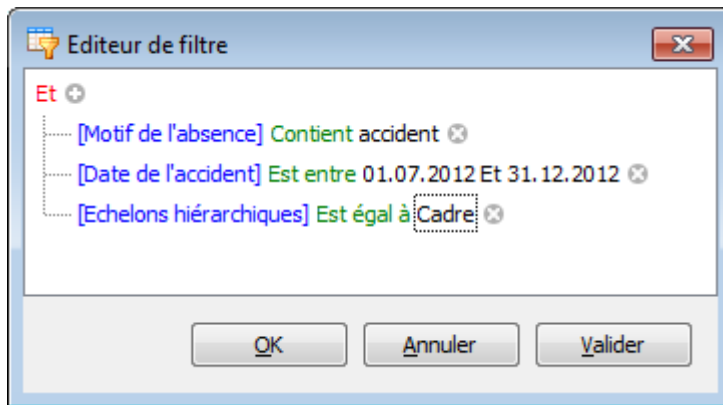 Editeur de filtre
Et
[Motif de l'absence] Contient accident
[Date de l'accident] Est entre 01.07.2012 Et 31.12.2012
[Echelons hiérarchiques] Est égal à Cadre
OK Annuler Valider